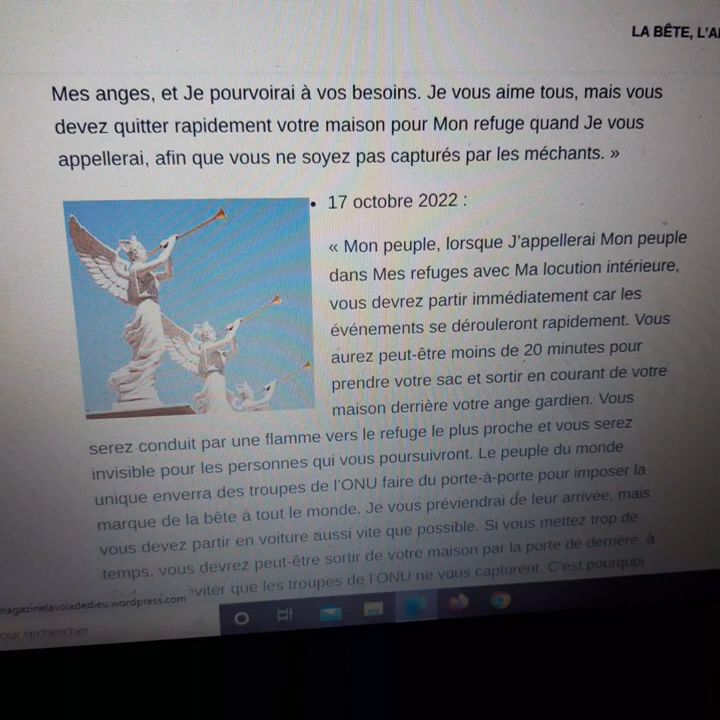 LA BÊTE, L'A
Mes anges, et Je pourvoirai à vos besoins. Je vous aime tous, mais vous
devez quitter rapidement votre maison pour Mon refuge quand Je vous
appellerai, afin que vous ne soyez pas capturés par les méchants. »
• 17 octobre 2022 :
« Mon peuple, lorsque J'appellerai Mon peuple
dans Mes refuges avec Ma locution intérieure,
vous devrez partir immédiatement car les
événements se dérouleront rapidement. Vous
aurez peut-être moins de 20 minutes pour
prendre votre sac et sortir en courant de votre
maison derrière votre ange gardien. Vous
serez conduit par une flamme vers le refuge le plus proche et vous serez
invisible pour les personnes qui vous poursuivront. Le peuple du monde
unique enverra des troupes de l'ONU faire du porte-à-porte pour imposer la
marque de la bête à tout le monde. Je vous préviendrai de leur arrivée, mais
vous devez partir en voiture aussi vite que possible. Si vous mettez trop de
temps, vous devrez peut-être sortir de votre maison par la porte de derrière, à
viter que les troupes de l'ONU ne vous capturent. C'est pourquoi
magazinelavoixdedieu.wordpress.com
our rechercher